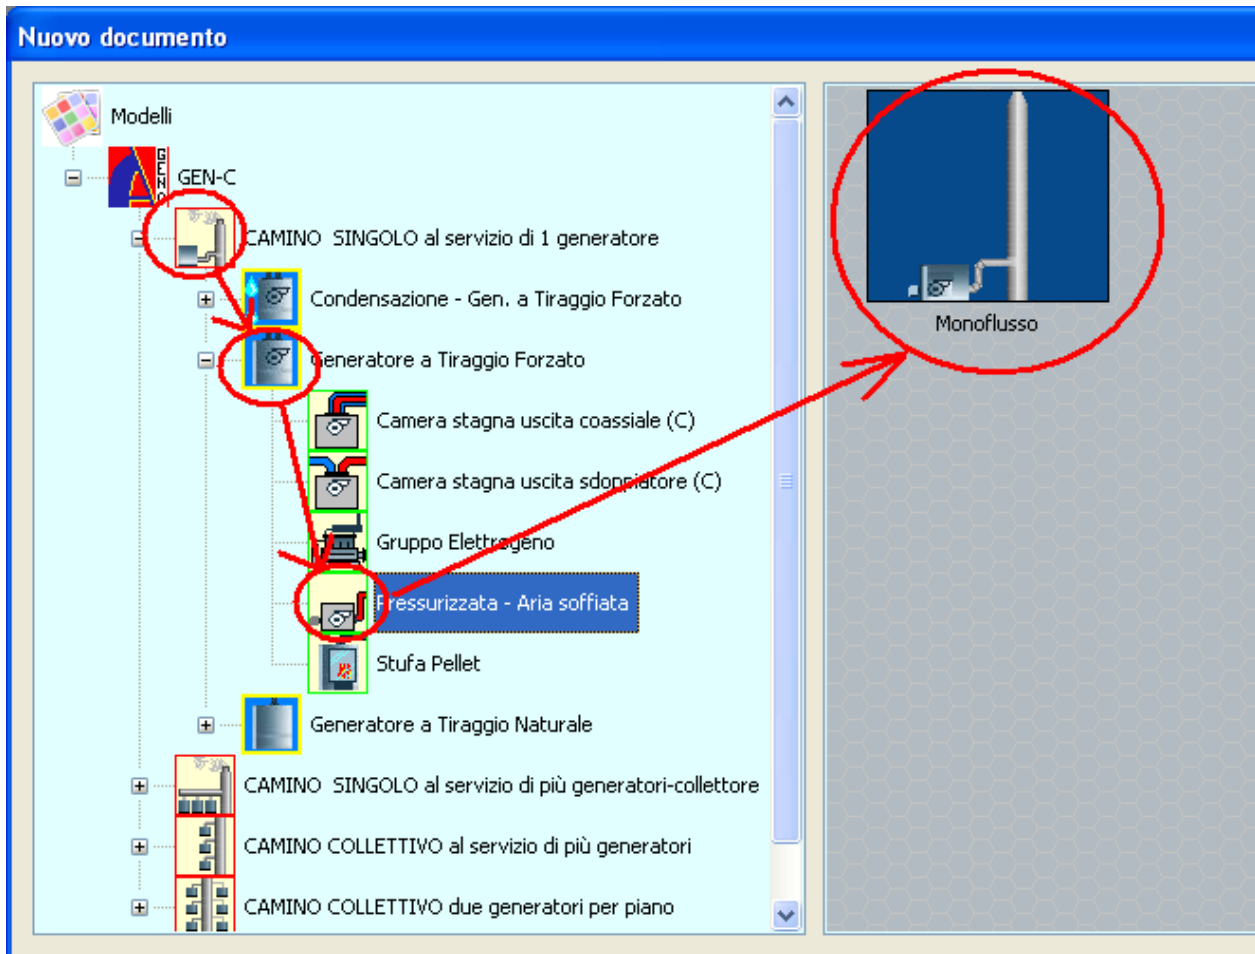 Nuovo documento
Modelli
GEN-C
CAMINO SINGOLO al servizio di 1 generatore
Condensazione - Gen. a Tiraggio Forzato
Generatore a Tiraggio Forzato
Camera stagna uscita coassiale (C)
Camera stagna uscita sdoppiatore (C)
Gruppo Elettrogeno
Pressurizzata - Aria soffiata
Stufa Pellet
Generatore a Tiraggio Naturale
CAMINO SINGOLO al servizio di più generatori-collettore
CAMINO COLLETTIVO al servizio di più generatori
CAMINO COLLETTIVO due generatori per piano
Monoflusso